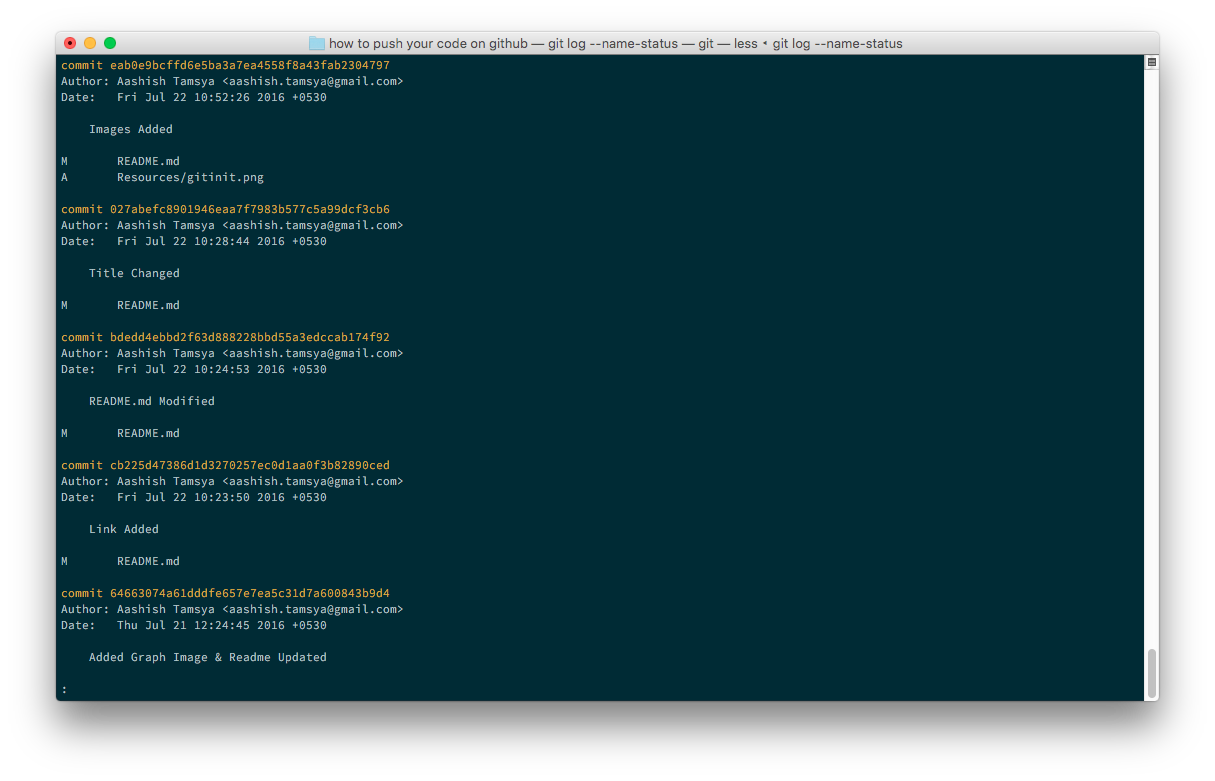 how to push your code on github — git log --name-status — git — less ◂ git log --name-status
commit eab0e9bcffd6e5ba3a7ea4558f8a43fab2304797
Author: Aashish Tamsya <aashish.tamsya@gmail.com>
Date:   Fri Jul 22 10:52:26 2016 +0530
    Images Added
M       README.md
A       Resources/gitinit.png
commit 027abefc8901946eaa7f7983b577c5a99dcf3cb6
Author: Aashish Tamsya <aashish.tamsya@gmail.com>
Date:   Fri Jul 22 10:28:44 2016 +0530
    Title Changed
M       README.md
commit bdedd4ebbd2f63d888228bbd55a3edccab174f92
Author: Aashish Tamsya <aashish.tamsya@gmail.com>
Date:   Fri Jul 22 10:24:53 2016 +0530
    README.md Modified
M       README.md
commit cb225d47386d1d3270257ec0d1aa0f3b82890ced
Author: Aashish Tamsya <aashish.tamsya@gmail.com>
Date:   Fri Jul 22 10:23:50 2016 +0530
    Link Added
M       README.md
commit 64663074a61dddfe657e7ea5c31d7a600843b9d4
Author: Aashish Tamsya <aashish.tamsya@gmail.com>
Date:   Thu Jul 21 12:24:45 2016 +0530
    Added Graph Image & Readme Updated
: